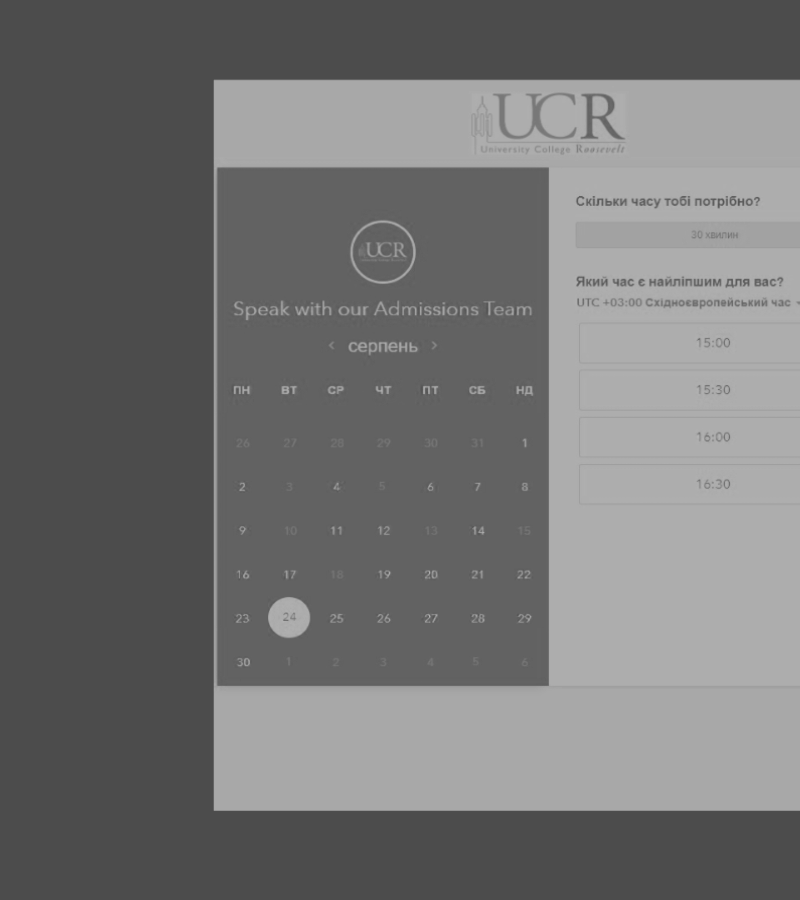 UCR
University College Roosevelt
UCR
Speak with our Admissions Team
< серпень >
ПН ВТ СР ЧТ ПТ СБ НД
26 27 28 29 30 31 1
2 3 4 5 6 7 8
9 10 11 12 13 14 15
16 17 18 19 20 21 22
23 24 25 26 27 28 29
30 1 2 3 4 5 6
Скільки часу тобі потрібно?
30 хвилин
Який час є найліпшим для вас?
UTC +03:00 Східноєвропейський час
15:00
15:30
16:00
16:30